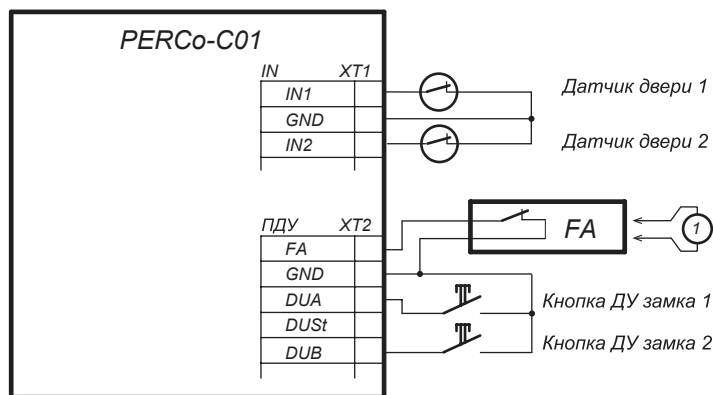 PERCo-C01
IN XT1
IN1
Датчик двери 1
GND
IN2
Датчик двери 2
ПДУ XT2
FA
FA
1
GND
DUA
Кнопка ДУ замка 1
DUSt
DUB
Кнопка ДУ замка 2